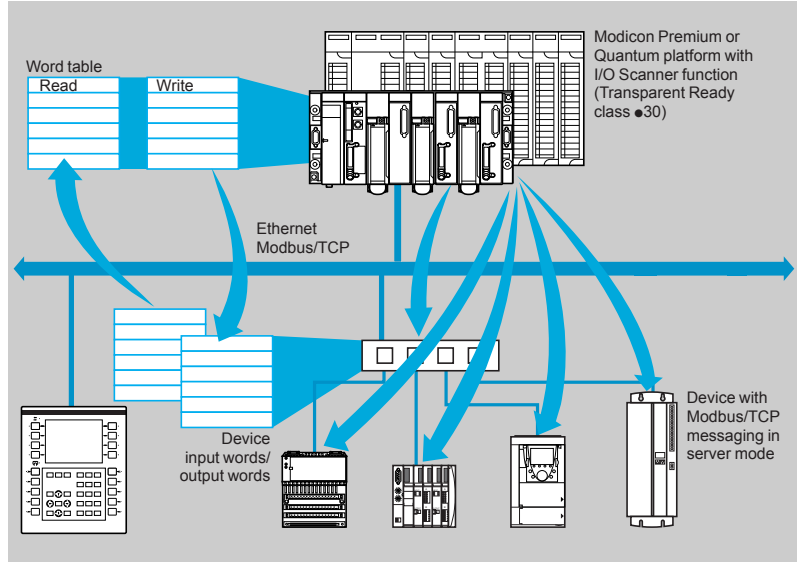 Modicon Premium or
Quantum platform with
I/O Scanner function
(Transparent Ready
class ●30)
Word table
Read Write
Ethernet
Modbus/TCP
Device
input words/
output words
Device with
Modbus/TCP
messaging in
server mode